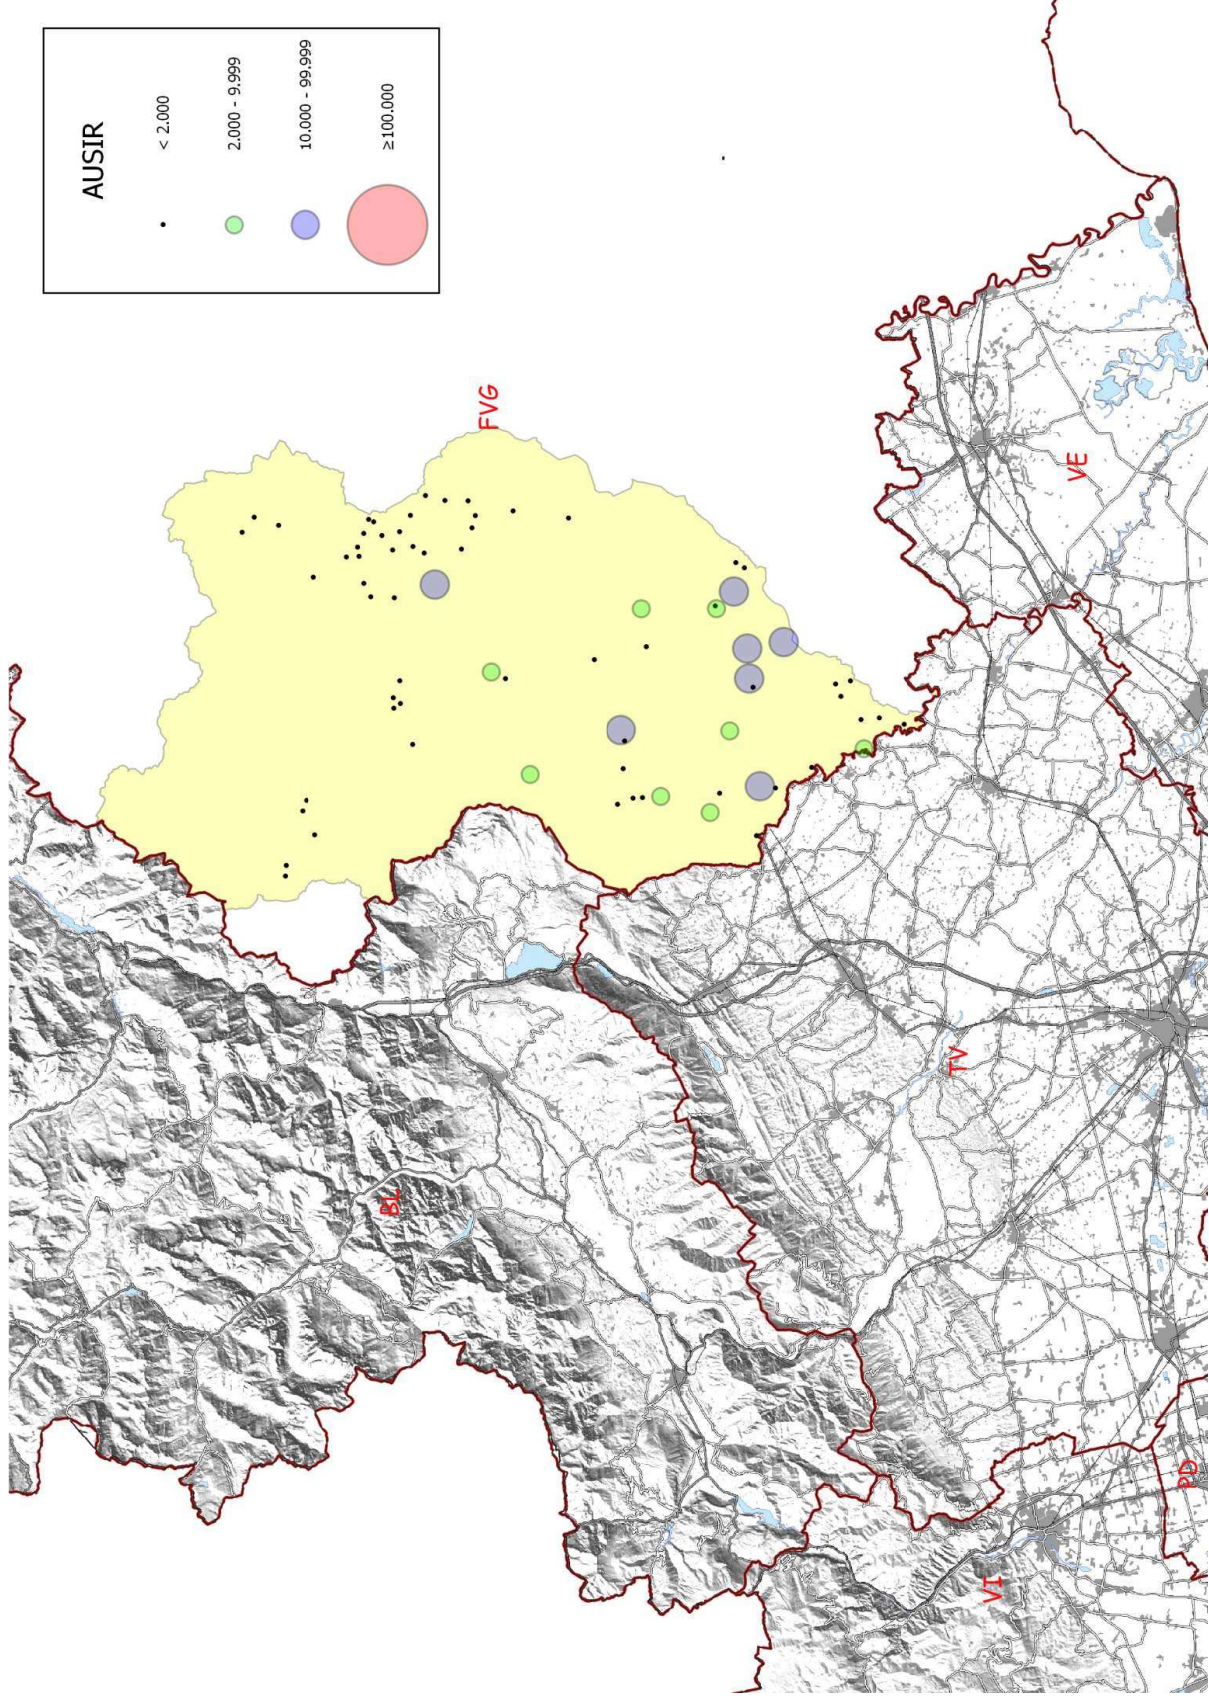 AUSIR
< 2.000
2.000 - 9.999
10.000 - 99.999
≥100.000
FVG
VE
BL
TV
VI
PD